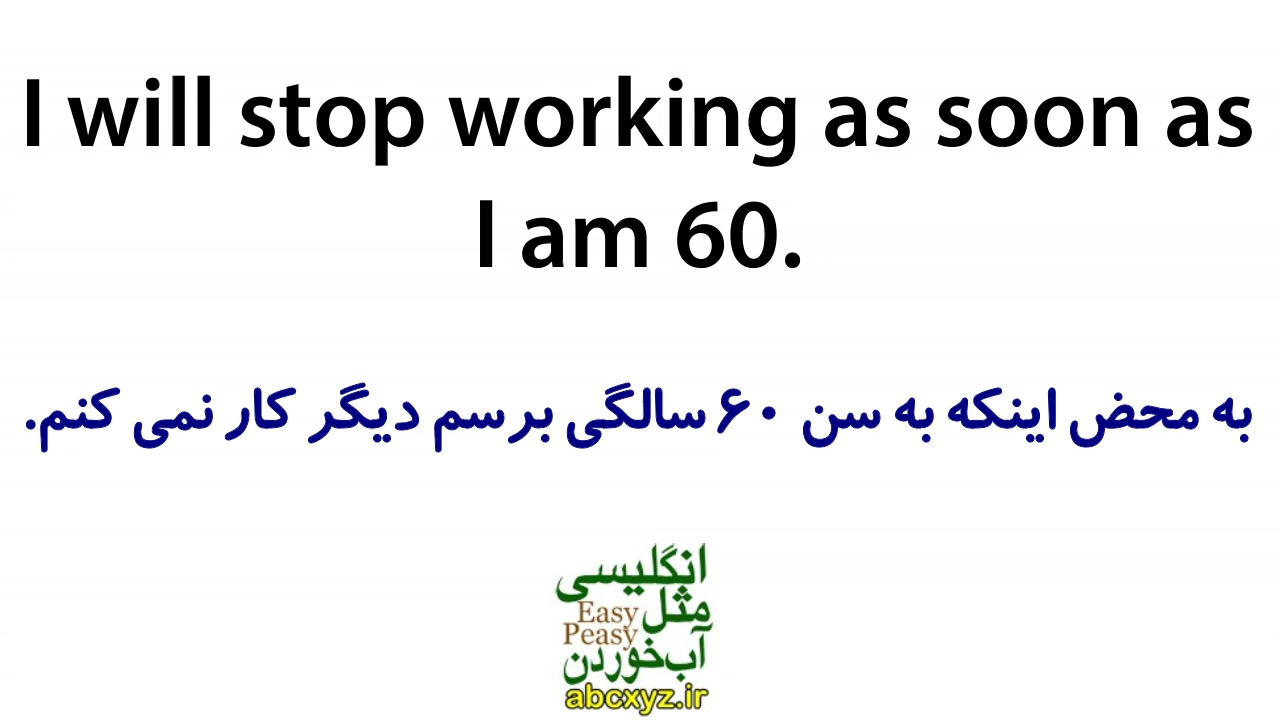 I will stop working as soon as
I am 60.
به محض اینکه به سن ۶۰ سالگی برسم دیگر کار نمی کنم.
انگلیسی
مثل
Easy
Peasy
آب‌خوردن
abcxyz.ir